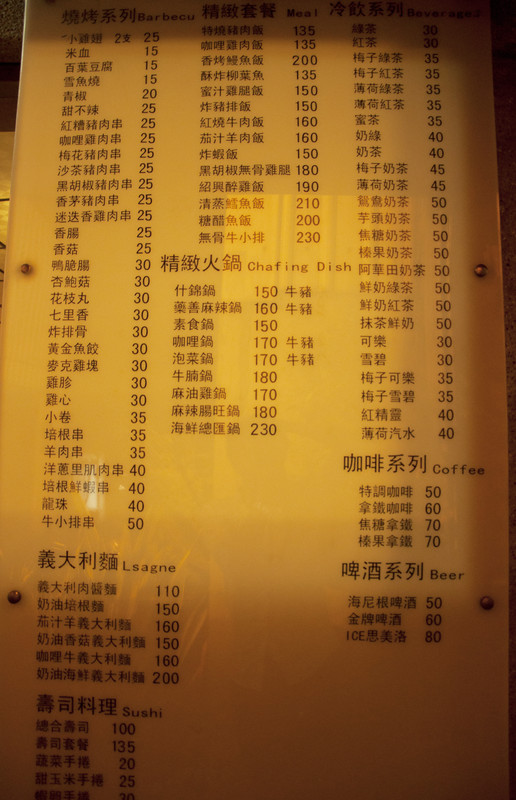 燒烤系列Barbecu
小雞翅 2支 25
米血 15
百葉豆腐 15
雪魚燒 15
青椒 20
甜不辣 25
紅糟豬肉串 25
咖哩雞肉串 25
梅花豬肉串 25
沙茶豬肉串 25
黑胡椒豬肉串 25
香茅豬肉串 25
迷迭香雞肉串 25
香腸 25
香菇 25
鴨脆腸 30
杏鮑菇 30
花枝丸 30
七里香 30
炸排骨 30
黃金魚餃 30
麥克雞塊 30
雞胗 30
雞心 30
小卷 35
培根串 35
羊肉串 35
洋蔥里肌肉串 40
培根鮮蝦串 40
龍珠 40
牛小排串 50
義大利麵 Lsagne
義大利肉醬麵 110
奶油培根麵 150
茄汁羊義大利麵 160
奶油香菇義大利麵 150
咖哩牛義大利麵 160
奶油海鮮義大利麵 200
壽司料理 Sushi
總合壽司 100
壽司套餐 135
蔬菜手捲 20
甜玉米手捲 25
蝦卵手捲 30
精緻套餐 Meal
特燒豬肉飯 135
咖哩雞肉飯 135
香烤鰻魚飯 200
酥炸柳葉魚 135
蜜汁雞腿飯 150
炸豬排飯 150
紅燒牛肉飯 160
茄汁羊肉飯 160
炸蝦飯 150
黑胡椒無骨雞腿 180
紹興醉雞飯 190
清蒸鱈魚飯 210
糖醋魚飯 200
無骨牛小排 230
精緻火鍋 Chafing Dish
什錦鍋 150 牛豬
藥善麻辣鍋 160 牛豬
素食鍋 150
咖哩鍋 170 牛豬
泡菜鍋 170 牛豬
牛腩鍋 180
麻油雞鍋 170
麻辣腸旺鍋 180
海鮮總匯鍋 230
冷飲系列 Beverage
綠茶 30
紅茶 30
梅子綠茶 35
梅子紅茶 35
薄荷綠茶 35
薄荷紅茶 35
蜜茶 35
奶綠 40
奶茶 40
梅子奶茶 45
薄荷奶茶 45
鴛鴦奶茶 50
芋頭奶茶 50
焦糖奶茶 50
榛果奶茶 50
阿華田奶茶 50
鮮奶綠茶 50
鮮奶紅茶 50
抹茶鮮奶 50
可樂 30
雪碧 30
梅子可樂 35
梅子雪碧 35
紅精靈 40
薄荷汽水 40
咖啡系列 Coffee
特調咖啡 50
拿鐵咖啡 60
焦糖拿鐵 70
榛果拿鐵 70
啤酒系列 Beer
海尼根啤酒 50
金牌啤酒 60
ICE思美洛 80